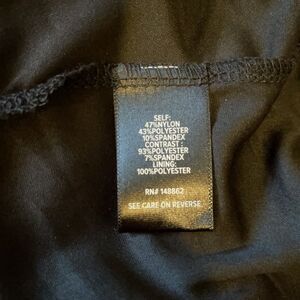 SELF:
47%NYLON
43%POLYESTER
10%SPANDEX
CONTRAST :
93%POLYESTER
7%SPANDEX
LINING:
100%POLYESTER
RN# 148862
SEE CARE ON REVERSE